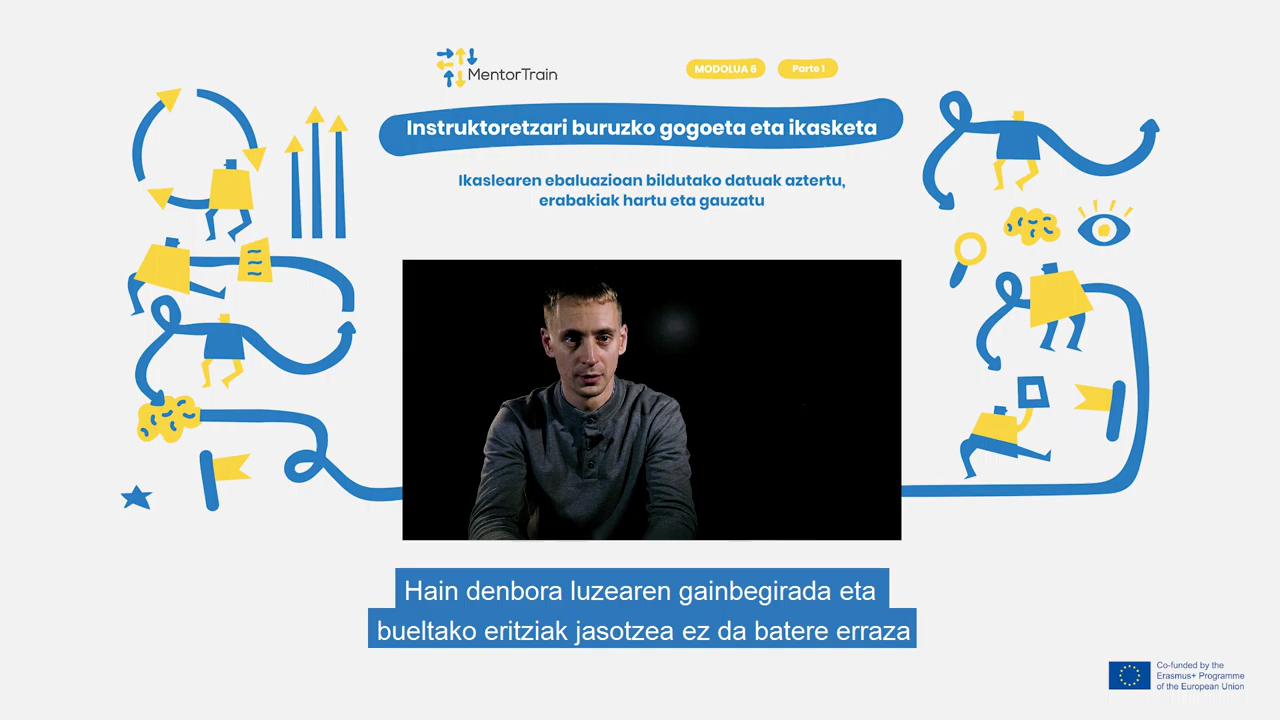 MentorTrain
MODOLUA 6
Parte 1
Instruktoretzari buruzko gogoeta eta ikasketa
Ikaslearen ebaluazioan bildutako datuak aztertu,
erabakiak hartu eta gauzatu
Hain denbora luzearen gainbegirada eta
bueltako eritziak jasotzea ez da batere erraza
Co-funded by the
Erasmus+ Programme
of the European Union